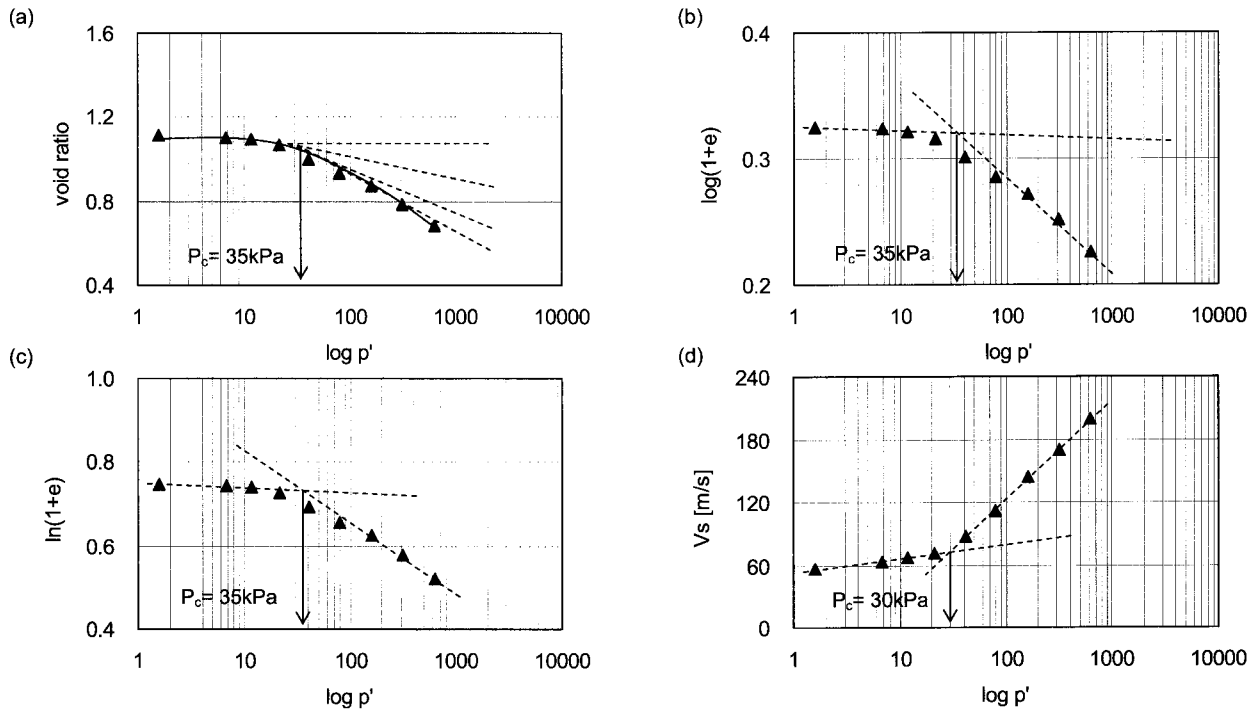 (a)
1.6
1.2
0.8
0.4
void ratio
P_c= 35kPa
1 10 100 1000 10000
log p'
(b)
0.4
0.3
0.2
log(1+e)
P_c= 35kPa
1 10 100 1000 10000
log p'
(c)
1.0
0.8
0.6
0.4
ln(1+e)
P_c= 35kPa
1 10 100 1000 10000
log p'
(d)
240
180
120
60
0
Vs [m/s]
P_c= 30kPa
1 10 100 1000 10000
log p'